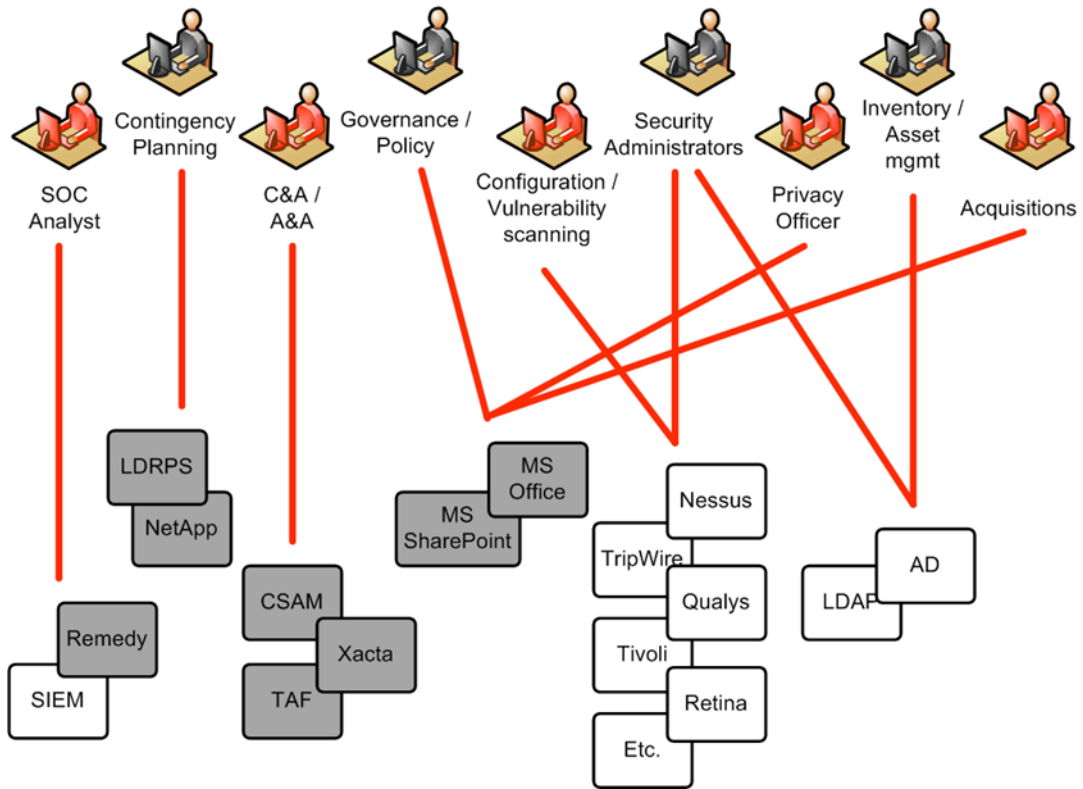 Contingency
Planning
Governance /
Policy
Security
Administrators
Inventory /
Asset
mgmt
SOC
Analyst
C&A /
A&A
Configuration /
Vulnerability
scanning
Privacy
Officer
Acquisitions
LDRPS
NetApp
MS
Office
MS
SharePoint
Nessus
TripWire
Qualys
Tivoli
Retina
Etc.
AD
LDAP
CSAM
Xacta
TAF
Remedy
SIEM